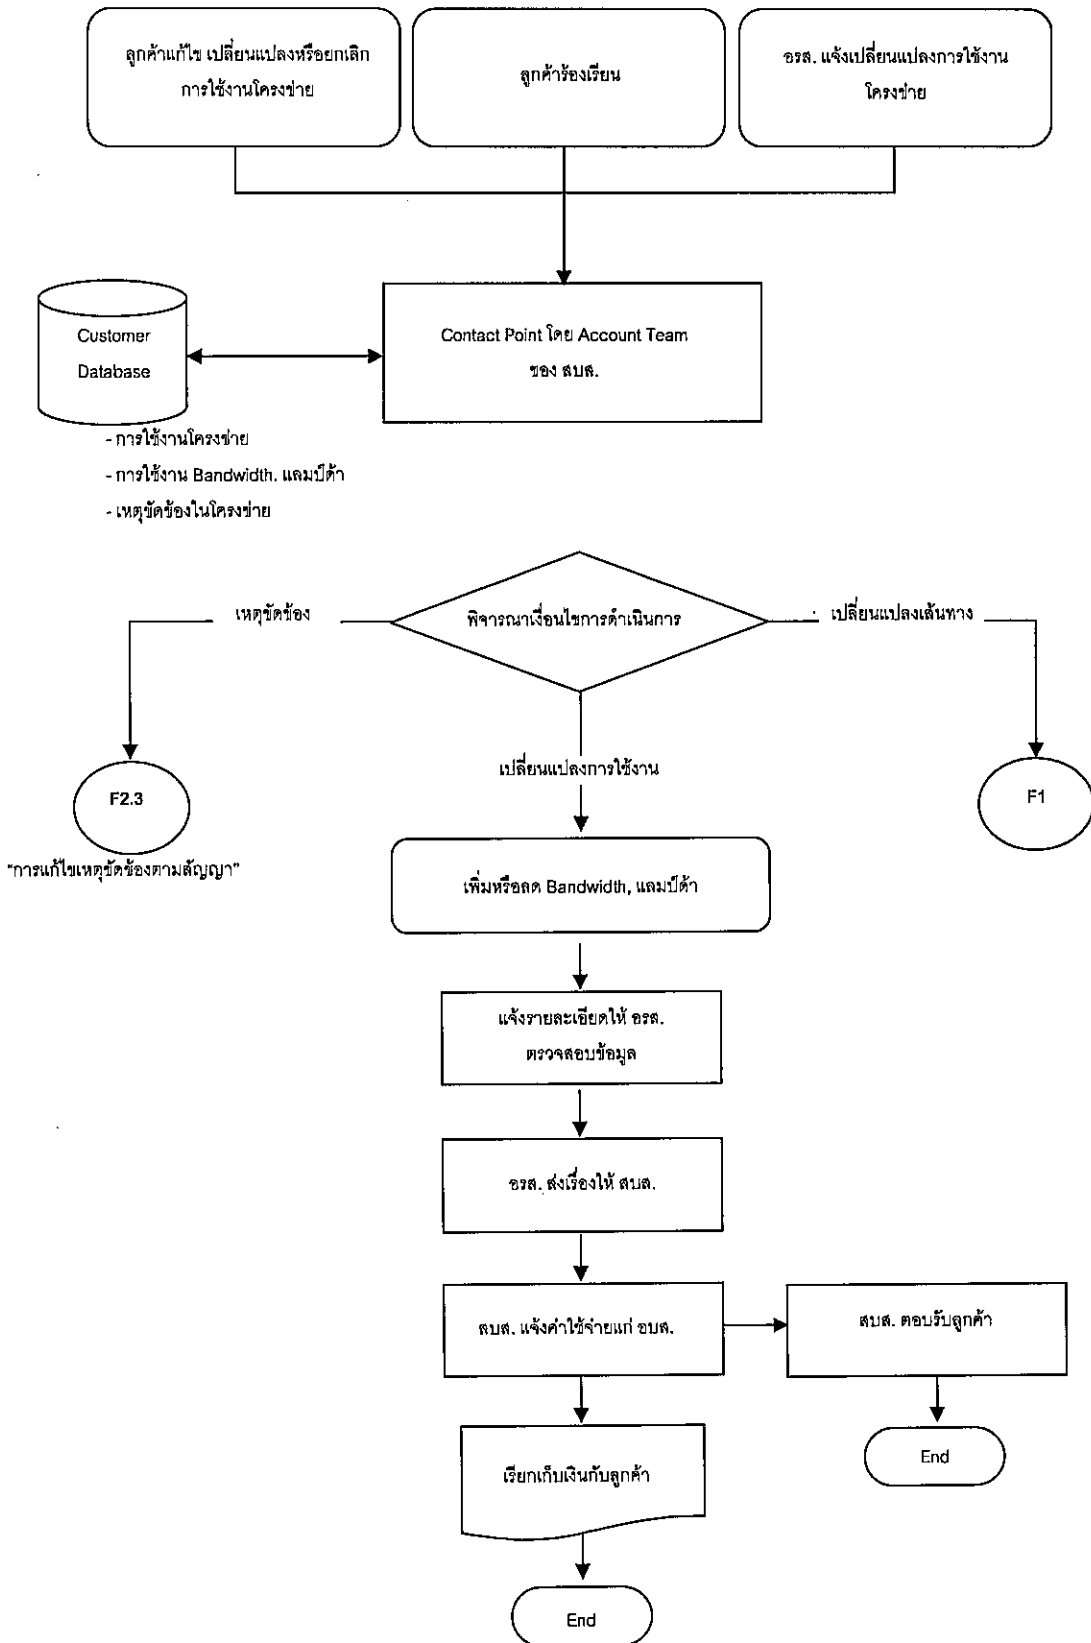 ลูกค้าแก้ไข เปลี่ยนแปลงหรือยกเลิก
การใช้งานโครงข่าย
ลูกค้าร้องเรียน
อรส. แจ้งเปลี่ยนแปลงการใช้งาน
โครงข่าย
Customer
Database
Contact Point โดย Account Team
ของ สบส.
- การใช้งานโครงข่าย
- การใช้งาน Bandwidth. แลมป์ด้า
- เหตุขัดข้องในโครงข่าย
เหตุขัดข้อง
พิจารณาเงื่อนไขการดำเนินการ
เปลี่ยนแปลงเส้นทาง
เปลี่ยนแปลงการใช้งาน
F2.3
F1
"การแก้ไขเหตุขัดข้องตามสัญญา"
เพิ่มหรือลด Bandwidth, แลมป์ด้า
แจ้งรายละเอียดให้ อรส.
ตรวจสอบข้อมูล
อรส. ส่งเรื่องให้ สบส.
สบส. แจ้งค่าใช้จ่ายแก่ อบส.
สบส. ตอบรับลูกค้า
เรียกเก็บเงินกับลูกค้า
End
End